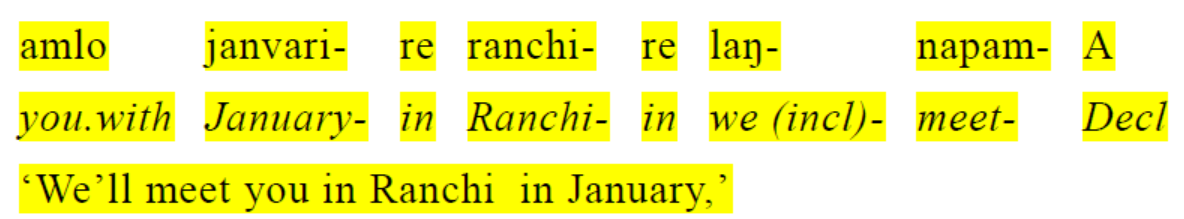 amlo janvari- re ranchi- re laŋ- napam- A
you.with January- in Ranchi- in we (incl)- meet- Decl
‘We’ll meet you in Ranchi in January,’